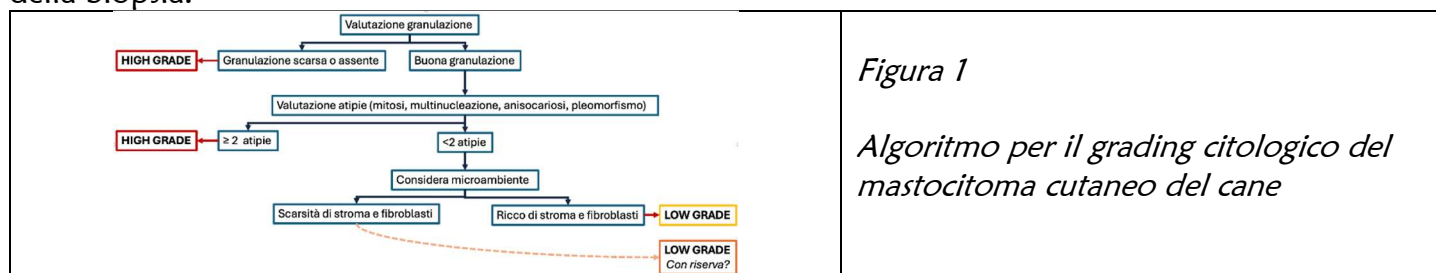 della biopsia.
Valutazione granulazione
HIGH GRADE
Granulazione scarsa o assente
Buona granulazione
Valutazione atipie (mitosi, multinucleazione, anisocariosi, pleomorfismo)
HIGH GRADE
≥ 2 atipie
<2 atipie
Considera microambiente
Scarsità di stroma e fibroblasti
Ricco di stroma e fibroblasti
LOW GRADE
LOW GRADE
Con riserva?
Figura 1
Algoritmo per il grading citologico del
mastocitoma cutaneo del cane